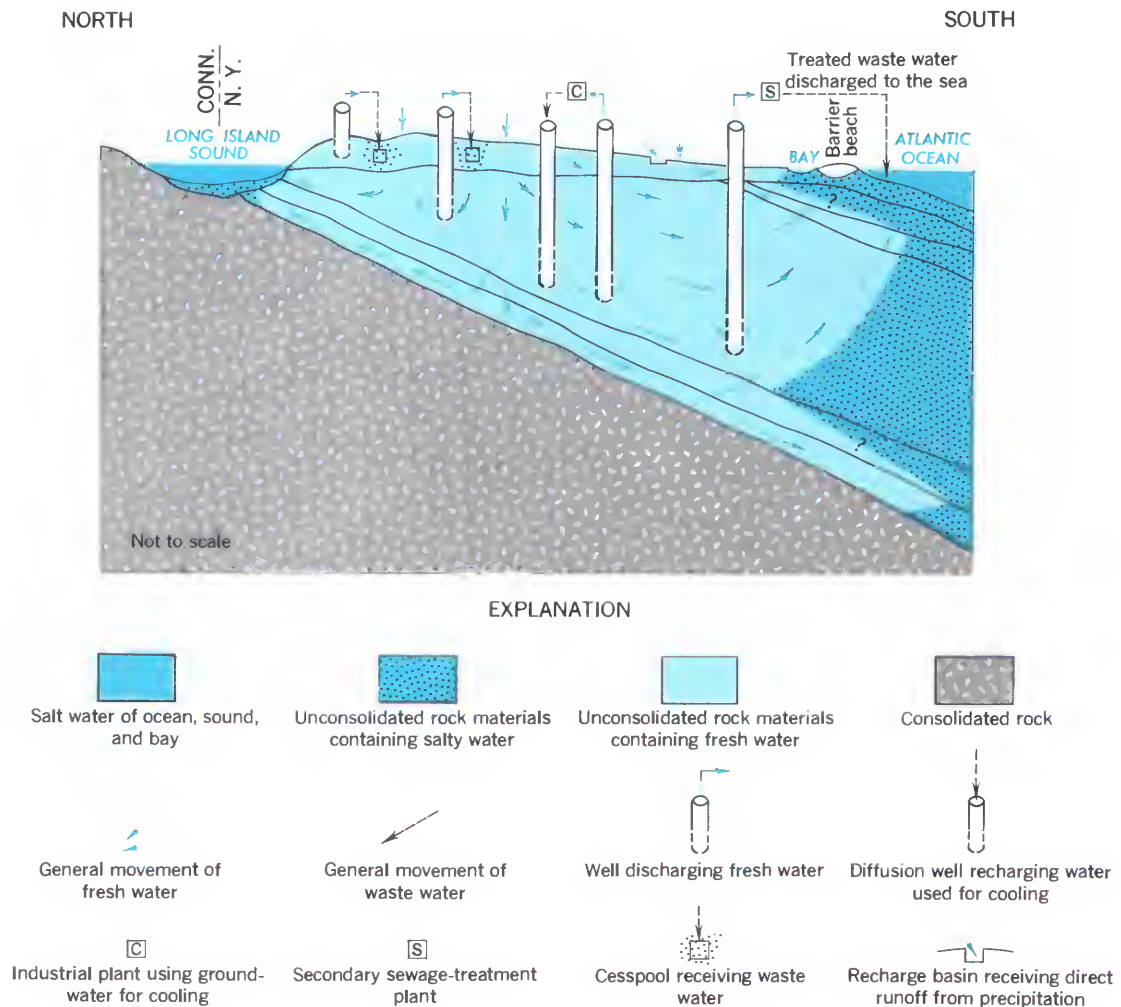 NORTH
SOUTH
CONN.
N. Y.
Treated waste water
discharged to the sea
C
S
Barrier
beach
LONG ISLAND
SOUND
BAY
ATLANTIC
OCEAN
?
?
Not to scale
EXPLANATION
Salt water of ocean, sound,
and bay
Unconsolidated rock materials
containing salty water
Unconsolidated rock materials
containing fresh water
Consolidated rock
General movement of
fresh water
General movement of
waste water
Well discharging fresh water
Diffusion well recharging water
used for cooling
C
Industrial plant using ground-
water for cooling
S
Secondary sewage-treatment
plant
Cesspool receiving waste
water
Recharge basin receiving direct
runoff from precipitation